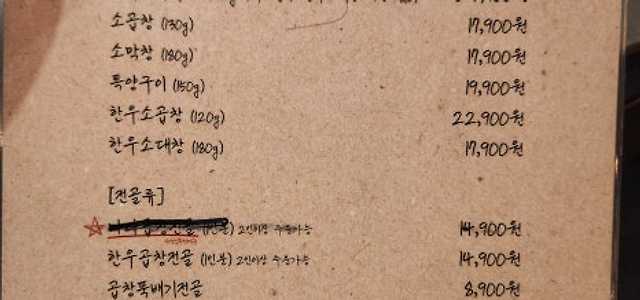 소곱창 (130g) 17,900원
소막창 (180g) 17,900원
특양구이 (150g) 19,900원
한우소곱창 (120g) 22,900원
한우소대창 (180g) 17,900원
[전골류]
(1인분) 2인이상 주문가능 14,900원
한우곱창전골 (1인분) 2인이상 주문가능 14,900원
곱창뚝배기전골 8,900원